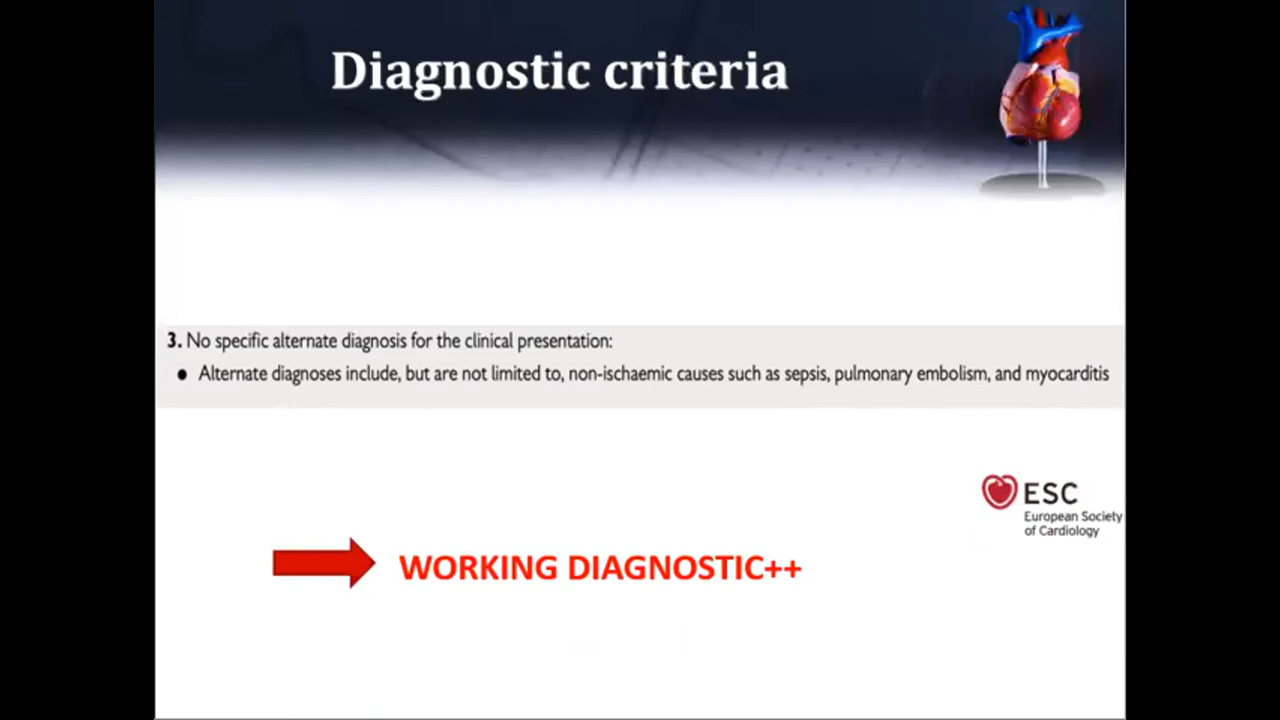 Diagnostic criteria
3. No specific alternate diagnosis for the clinical presentation:
● Alternate diagnoses include, but are not limited to, non-ischaemic causes such as sepsis, pulmonary embolism, and myocarditis
ESC
European Society
of Cardiology
WORKING DIAGNOSTIC++